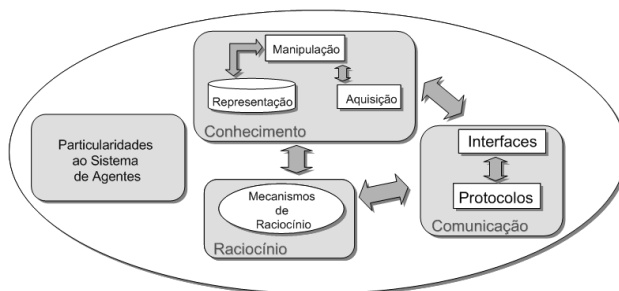 Manipulação
Representação
Aquisição
Conhecimento
Particularidades
ao Sistema
de Agentes
Interfaces
Protocolos
Comunicação
Mecanismos
de
Raciocínio
Raciocínio